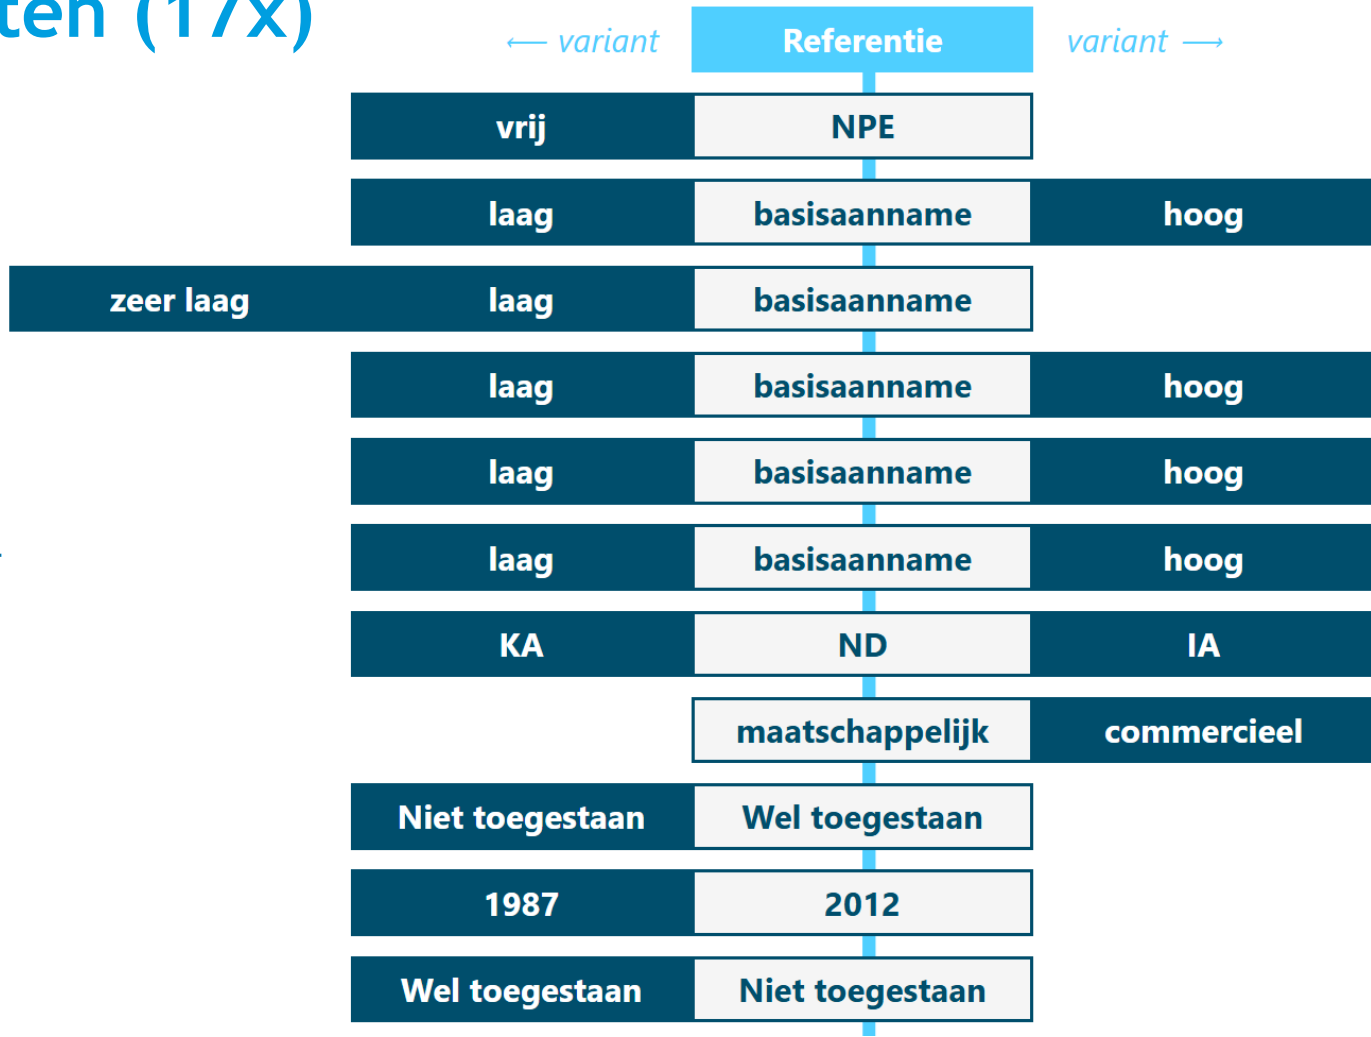 ten (17x)
← variant Referentie variant →
vrij NPE
laag basisaanname hoog
zeer laag laag basisaanname
laag basisaanname hoog
laag basisaanname hoog
laag basisaanname hoog
KA ND IA
maatschappelijk commercieel
Niet toegestaan Wel toegestaan
1987 2012
Wel toegestaan Niet toegestaan